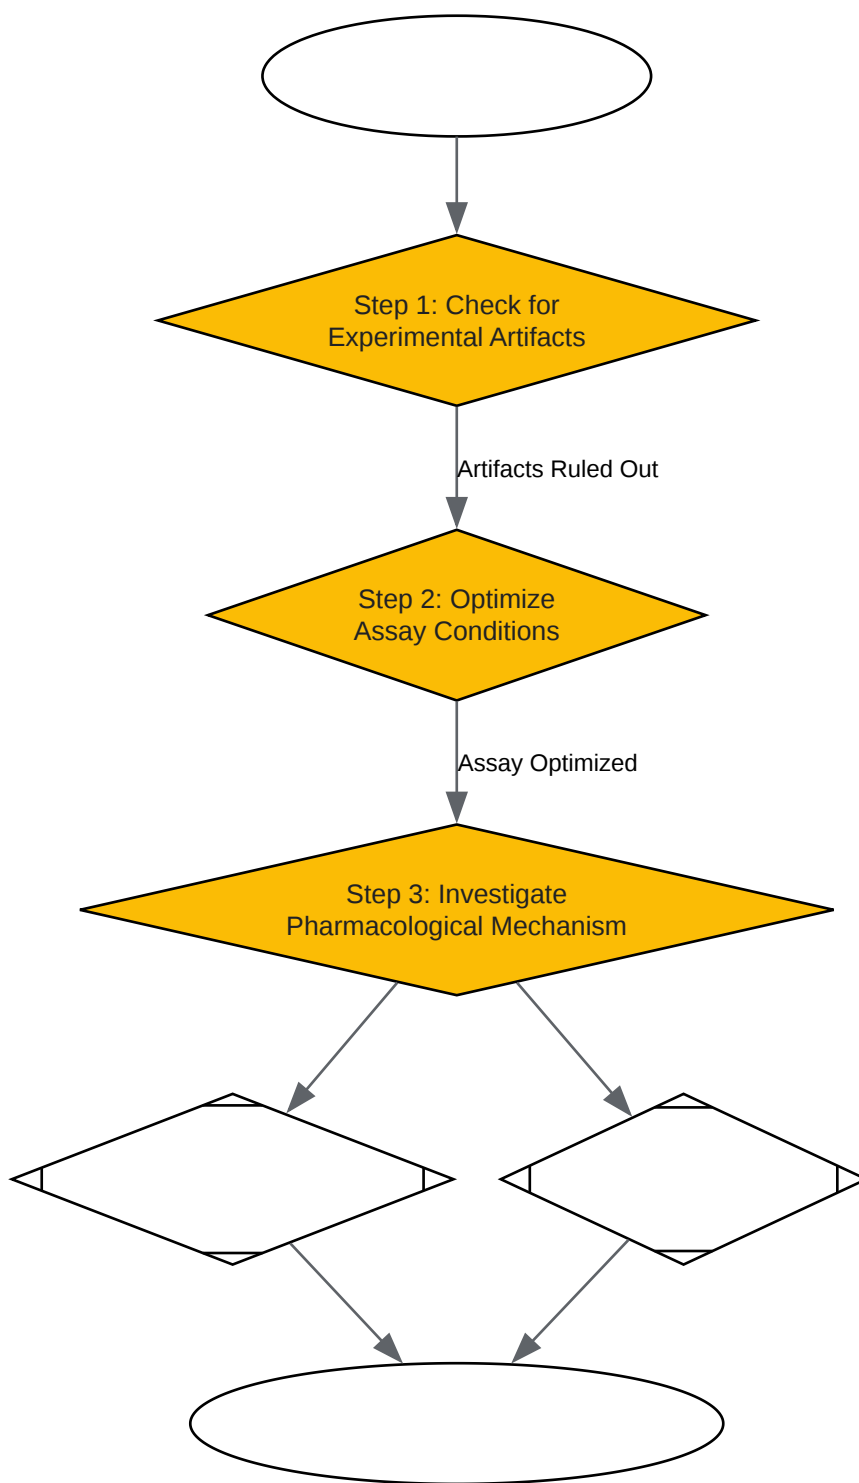 Step 1: Check for
Experimental Artifacts
Artifacts Ruled Out
Step 2: Optimize
Assay Conditions
Assay Optimized
Step 3: Investigate
Pharmacological Mechanism